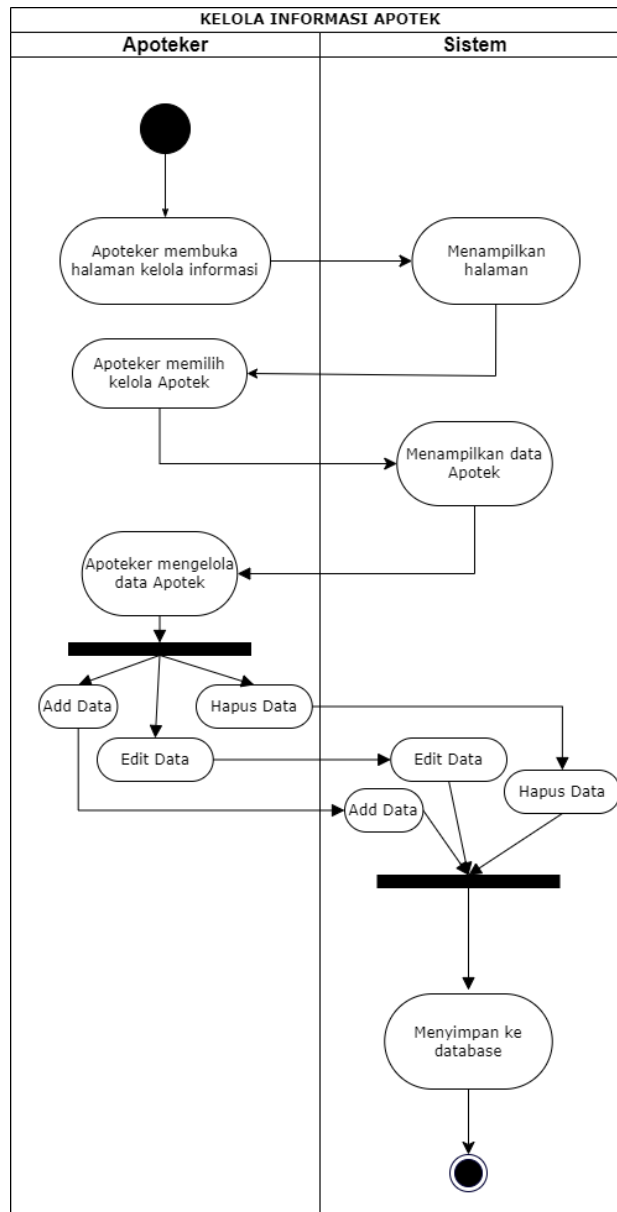 KELOLA INFORMASI APOTEK
Apoteker
Sistem
Apoteker membuka
halaman kelola informasi
Menampilkan
halaman
Apoteker memilih
kelola Apotek
Menampilkan data
Apotek
Apoteker mengelola
data Apotek
Add Data
Hapus Data
Edit Data
Edit Data
Hapus Data
Add Data
Menyimpan ke
database